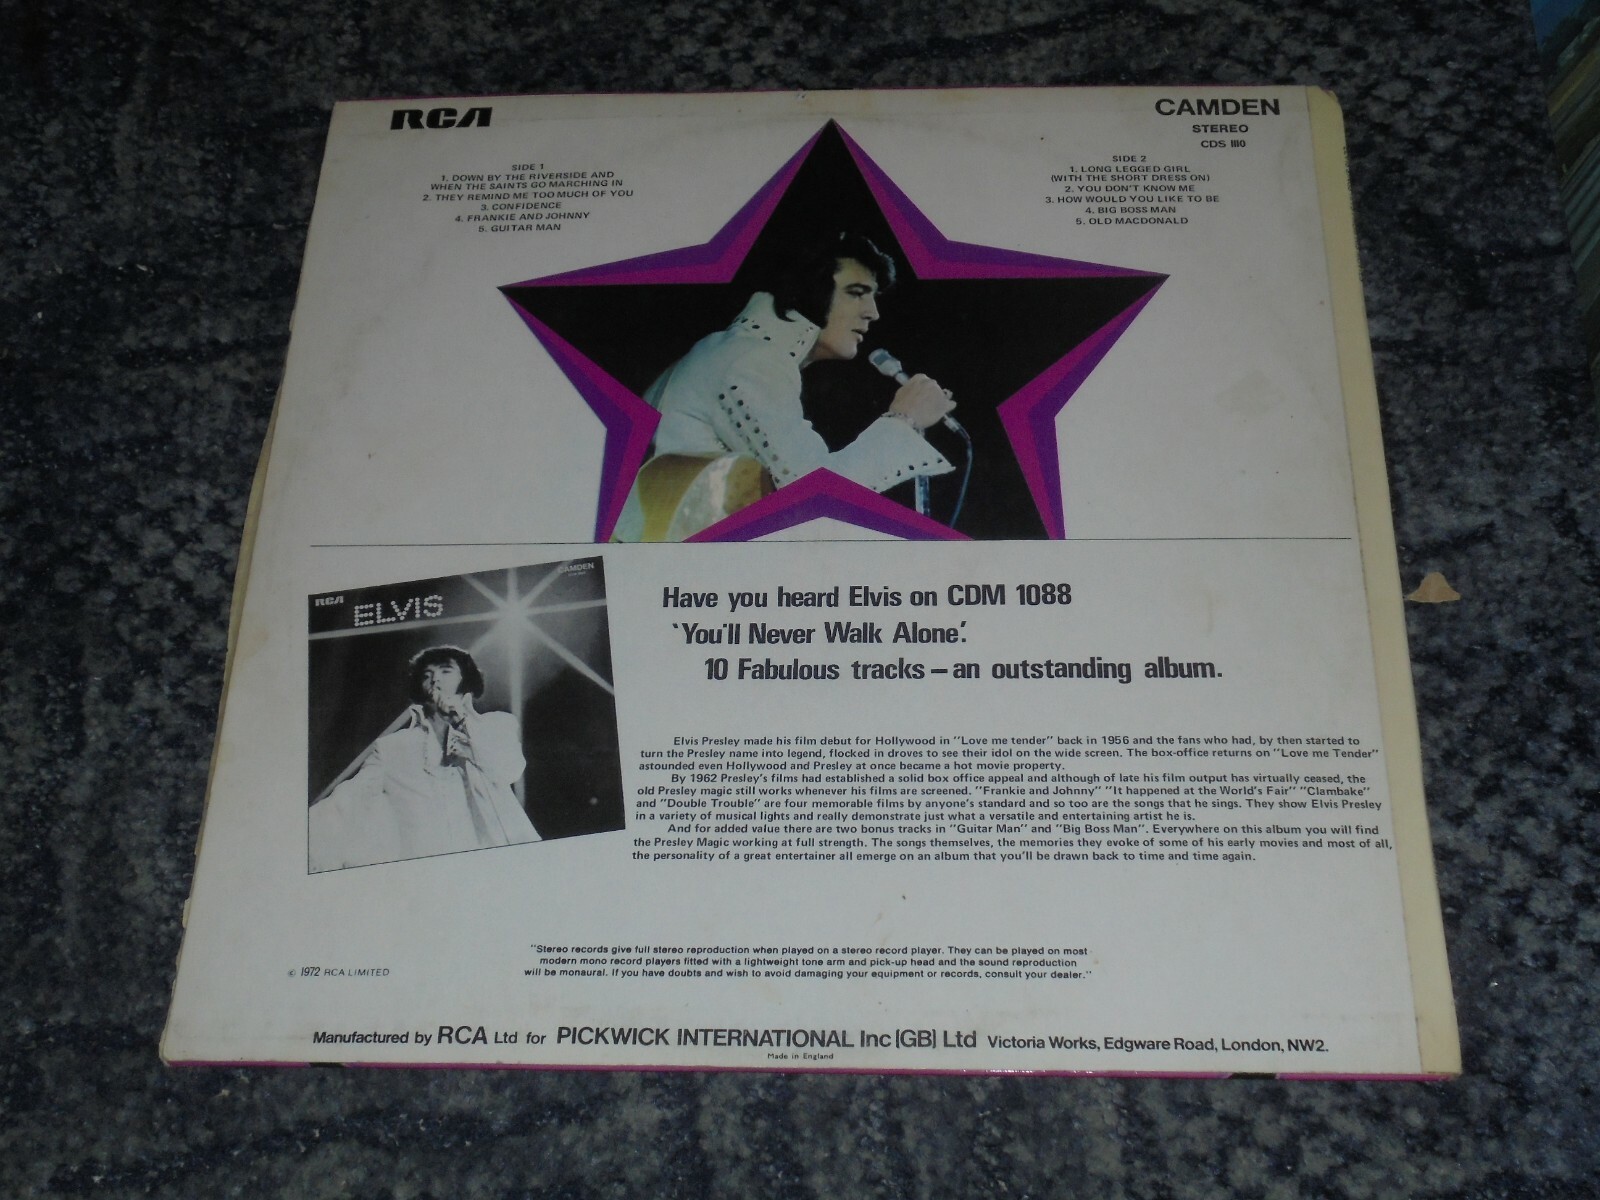 RCA
CAMDEN
STEREO
CDS 1110
SIDE 1
1. DOWN BY THE RIVERSIDE AND
WHEN THE SAINTS GO MARCHING IN
2. THEY REMIND ME TOO MUCH OF YOU
3. CONFIDENCE
4. FRANKIE AND JOHNNY
5. GUITAR MAN
SIDE 2
1. LONG LEGGED GIRL
(WITH THE SHORT DRESS ON)
2. YOU DON'T KNOW ME
3. HOW WOULD YOU LIKE TO BE
4. BIG BOSS MAN
5. OLD MACDONALD
RCA
CAMDEN
ELVIS
Have you heard Elvis on CDM 1088
'You'll Never Walk Alone'.
10 Fabulous tracks – an outstanding album.
Elvis Presley made his film debut for Hollywood in "Love me tender" back in 1956 and the fans who had, by then started to
turn the Presley name into legend, flocked in droves to see their idol on the wide screen. The box-office returns on "Love me Tender"
astounded even Hollywood and Presley at once became a hot movie property.
By 1962 Presley's films had established a solid box office appeal and although of late his film output has virtually ceased, the
old Presley magic still works whenever his films are screened. "Frankie and Johnny" "It happened at the World's Fair" "Clambake"
and "Double Trouble" are four memorable films by anyone's standard and so too are the songs that he sings. They show Elvis Presley
in a variety of musical lights and really demonstrate just what a versatile and entertaining artist he is.
And for added value there are two bonus tracks in "Guitar Man" and "Big Boss Man". Everywhere on this album you will find
the Presley Magic working at full strength. The songs themselves, the memories they evoke of some of his early movies and most of all,
the personality of a great entertainer all emerge on an album that you'll be drawn back to time and time again.
"Stereo records give full stereo reproduction when played on a stereo record player. They can be played on most
modern mono record players fitted with a lightweight tone arm and pick-up head and the sound reproduction
will be monaural. If you have doubts and wish to avoid damaging your equipment or records, consult your dealer."
© 1972 RCA LIMITED
Manufactured by RCA Ltd for PICKWICK INTERNATIONAL Inc (GB) Ltd Victoria Works, Edgware Road, London, NW2.
Made in England